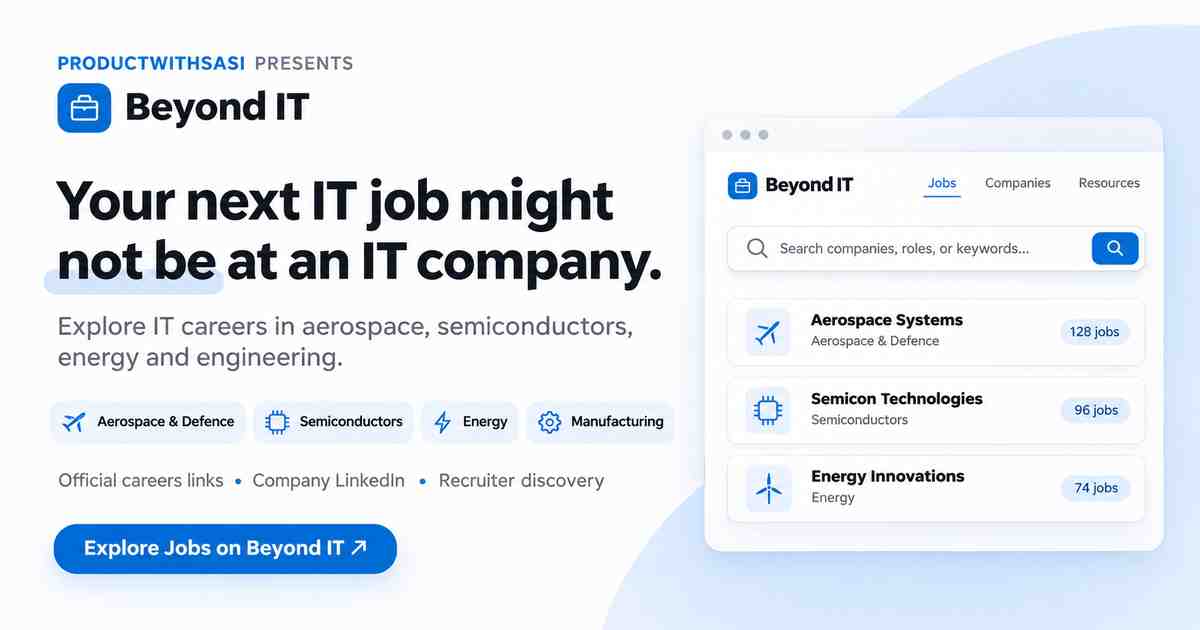 PRODUCTWITHSASI PRESENTS
Beyond IT
Your next IT job might
not be at an IT company.
Explore IT careers in aerospace, semiconductors,
energy and engineering.
Aerospace & Defence
Semiconductors
Energy
Manufacturing
Official careers links • Company LinkedIn • Recruiter discovery
Explore Jobs on Beyond IT ↗
Beyond IT
Jobs
Companies
Resources
Search companies, roles, or keywords...
Aerospace Systems
Aerospace & Defence
128 jobs
Semicon Technologies
Semiconductors
96 jobs
Energy Innovations
Energy
74 jobs